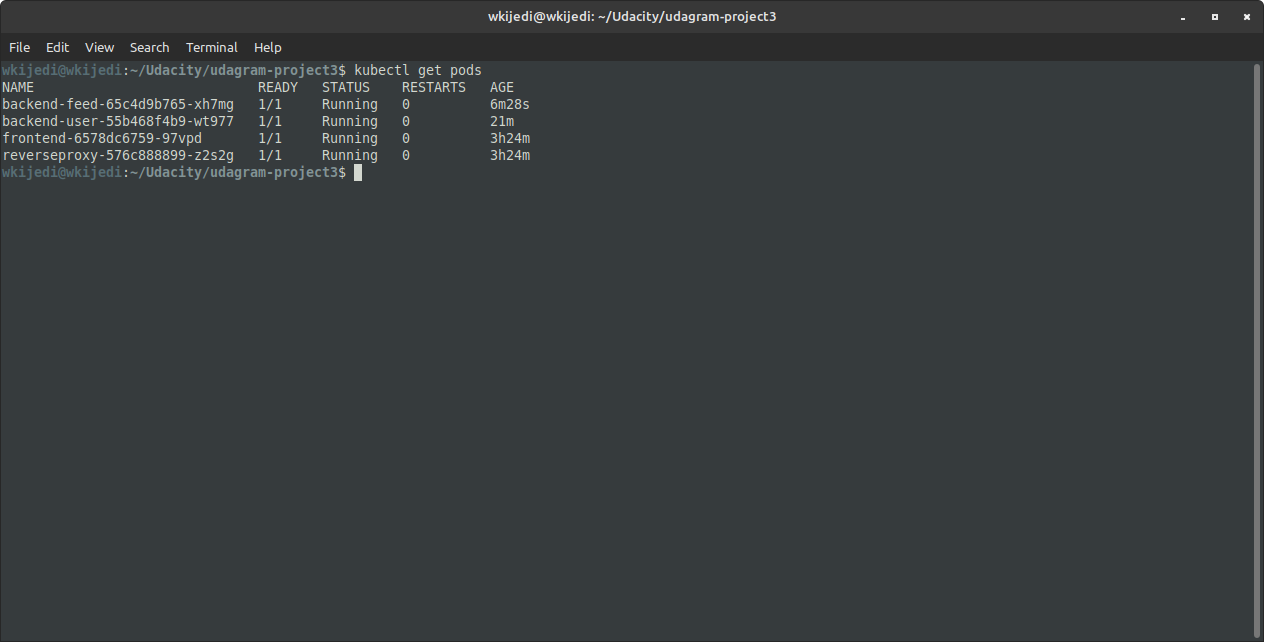 wkijedi@wkijedi: ~/Udacity/udagram-project3
File Edit View Search Terminal Help
wkijedi@wkijedi:~/Udacity/udagram-project3$ kubectl get pods
NAME READY STATUS RESTARTS AGE
backend-feed-65c4d9b765-xh7mg 1/1 Running 0 6m28s
backend-user-55b468f4b9-wt977 1/1 Running 0 21m
frontend-6578dc6759-97vpd 1/1 Running 0 3h24m
reverseproxy-576c888899-z2s2g 1/1 Running 0 3h24m
wkijedi@wkijedi:~/Udacity/udagram-project3$